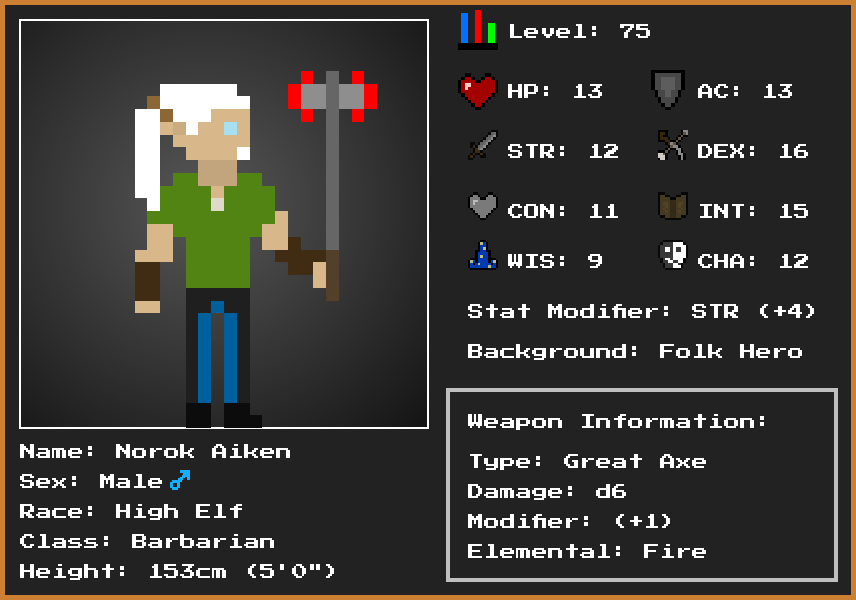 Level: 75
HP: 13
AC: 13
STR: 12
DEX: 16
CON: 11
INT: 15
WIS: 9
CHA: 12
Stat Modifier: STR (+4)
Background: Folk Hero
Weapon Information:
Type: Great Axe
Damage: d6
Modifier: (+1)
Elemental: Fire
Name: Norok Aiken
Sex: Male ♂
Race: High Elf
Class: Barbarian
Height: 153cm (5'0")